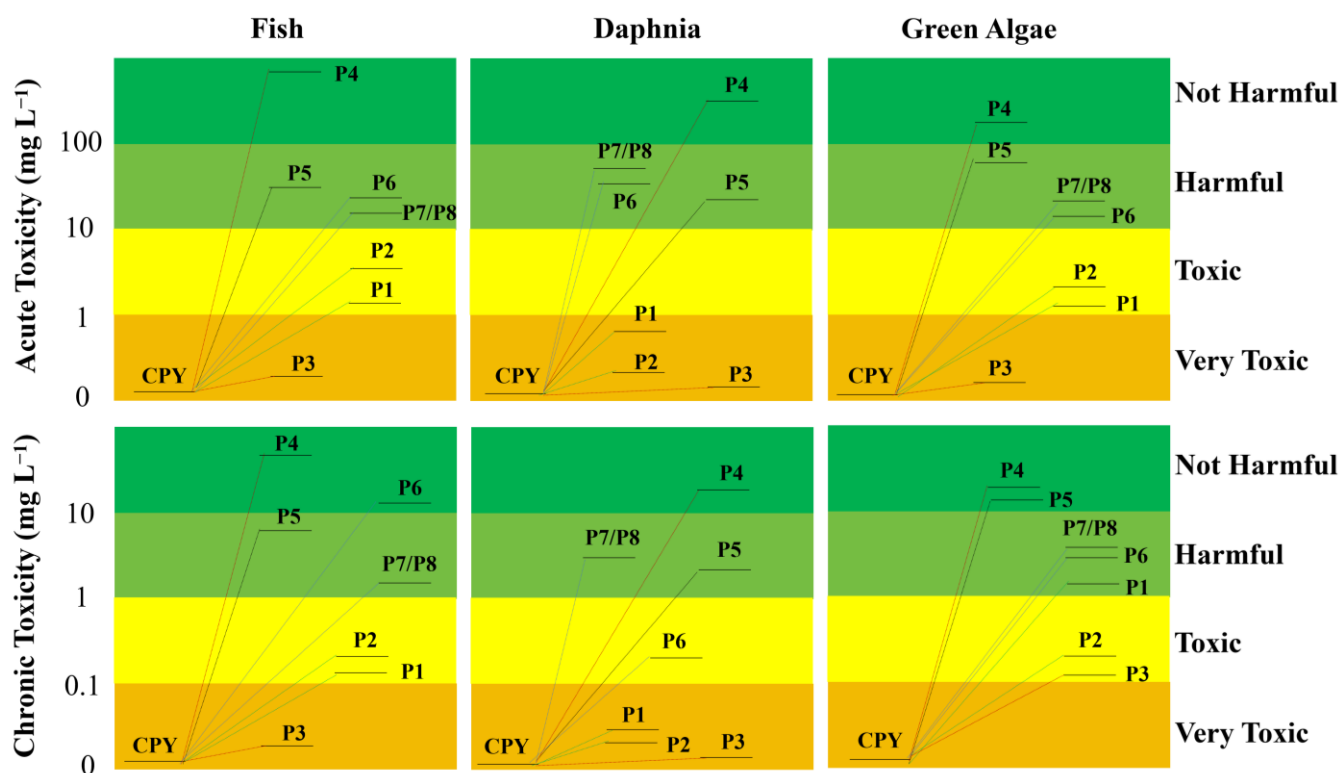 Fish
Daphnia
Green Algae
Acute Toxicity (mg L⁻¹)
100
10
1
0
P4
P5
P6
P7/P8
P2
P1
P3
CPY
P4
P7/P8
P6
P5
P1
P2
P3
CPY
P4
P5
P7/P8
P6
P2
P1
P3
CPY
Not Harmful
Harmful
Toxic
Very Toxic
Chronic Toxicity (mg L⁻¹)
10
1
0.1
0
P4
P6
P5
P7/P8
P2
P1
P3
CPY
P4
P7/P8
P5
P6
P1
P2
P3
CPY
P4
P5
P7/P8
P6
P1
P2
P3
CPY
Not Harmful
Harmful
Toxic
Very Toxic